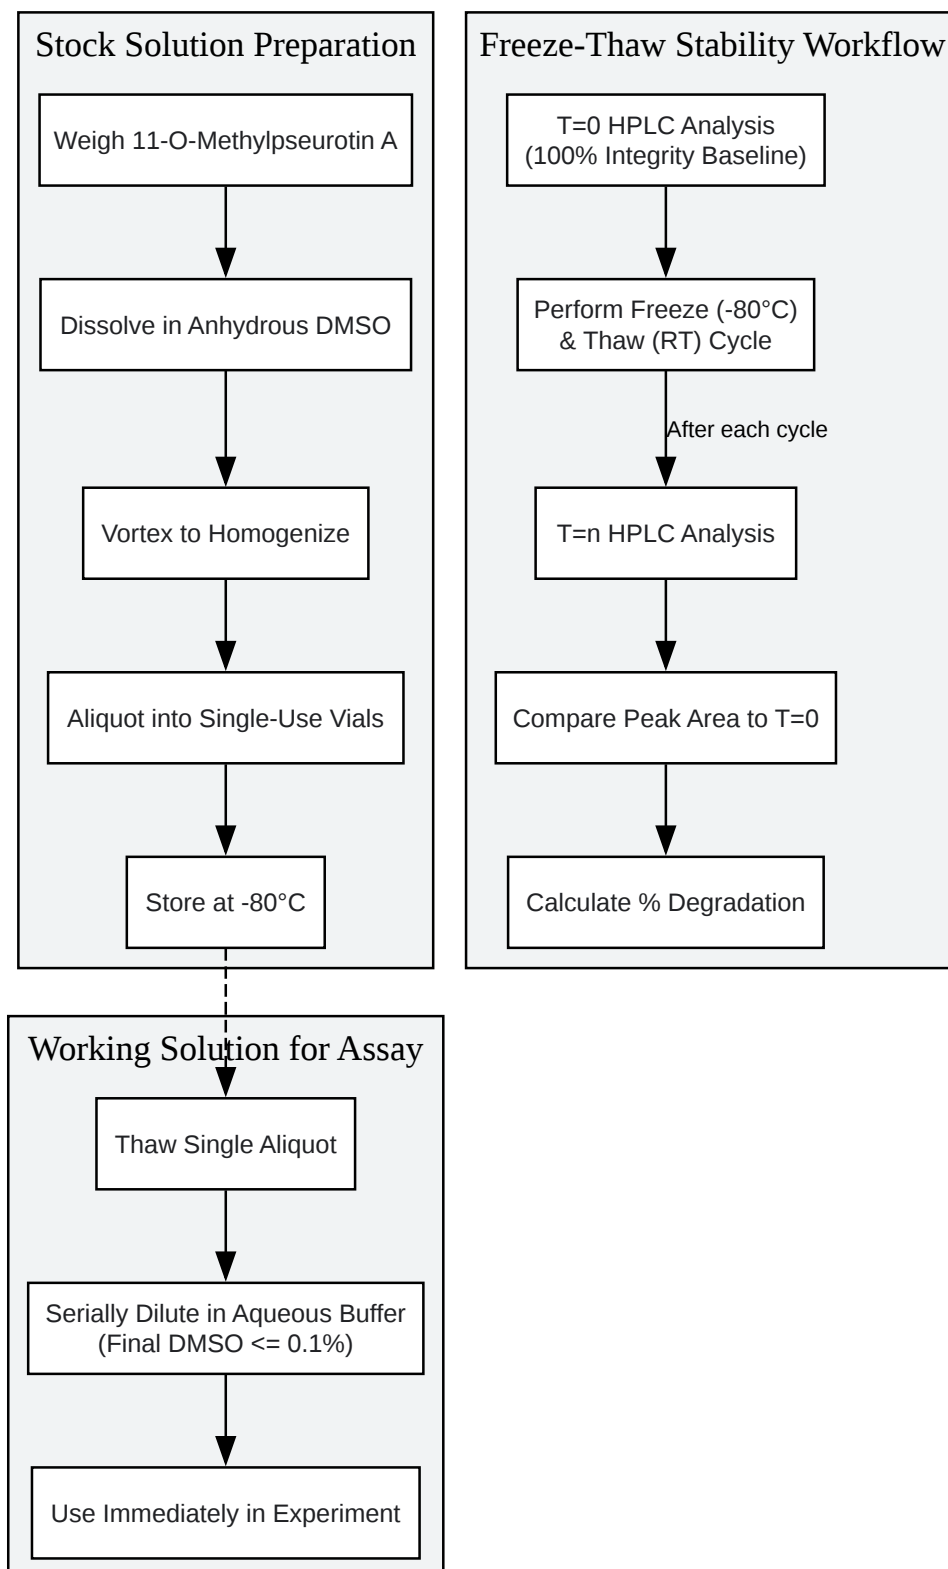 Stock Solution Preparation
Weigh 11-O-Methylpseurotin A
Dissolve in Anhydrous DMSO
Vortex to Homogenize
Aliquot into Single-Use Vials
Store at -80°C
Freeze-Thaw Stability Workflow
T=0 HPLC Analysis
(100% Integrity Baseline)
Perform Freeze (-80°C)
& Thaw (RT) Cycle
After each cycle
T=n HPLC Analysis
Compare Peak Area to T=0
Calculate % Degradation
Working Solution for Assay
Thaw Single Aliquot
Serially Dilute in Aqueous Buffer
(Final DMSO <= 0.1%)
Use Immediately in Experiment